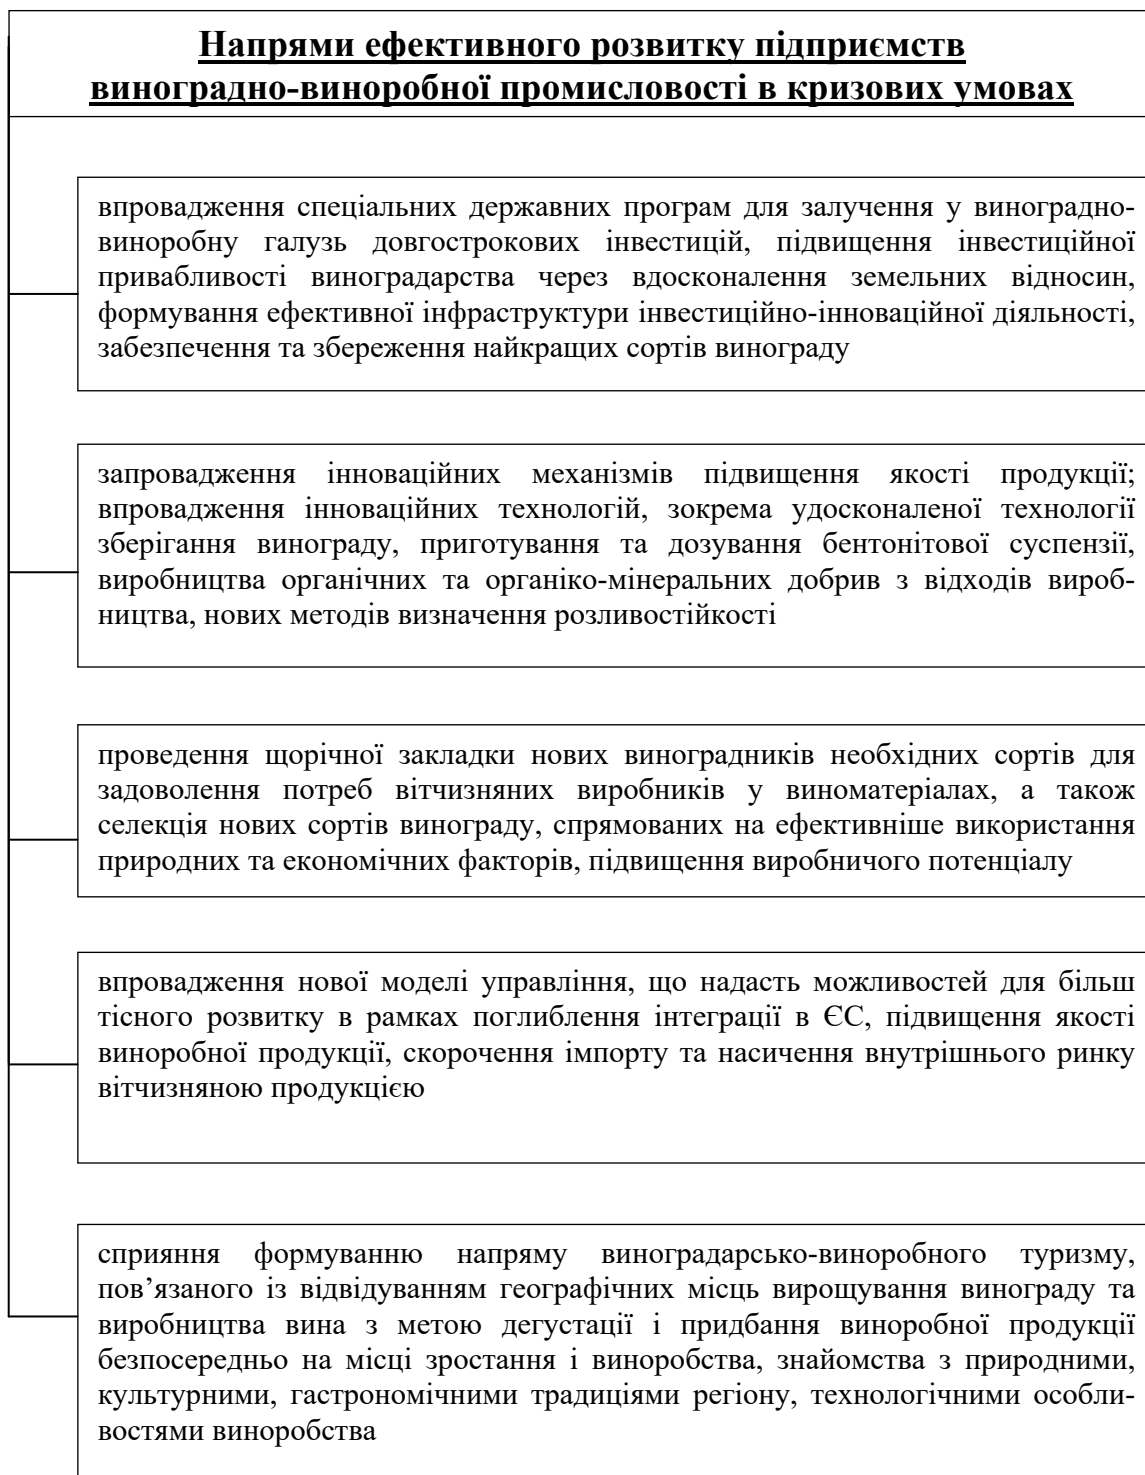 Напрями ефективного розвитку підприємств
виноградно-виноробної промисловості в кризових умовах
впровадження спеціальних державних програм для залучення у виноградно-
виноробну галузь довгострокових інвестицій, підвищення інвестиційної
привабливості виноградарства через вдосконалення земельних відносин,
формування ефективної інфраструктури інвестиційно-інноваційної діяльності,
забезпечення та збереження найкращих сортів винограду
запровадження інноваційних механізмів підвищення якості продукції;
впровадження інноваційних технологій, зокрема удосконаленої технології
зберігання винограду, приготування та дозування бентонітової суспензії,
виробництва органічних та органіко-мінеральних добрив з відходів вироб-
ництва, нових методів визначення розливостійкості
проведення щорічної закладки нових виноградників необхідних сортів для
задоволення потреб вітчизняних виробників у виноматеріалах, а також
селекція нових сортів винограду, спрямованих на ефективніше використання
природних та економічних факторів, підвищення виробничого потенціалу
впровадження нової моделі управління, що надасть можливостей для більш
тісного розвитку в рамках поглиблення інтеграції в ЄС, підвищення якості
виноробної продукції, скорочення імпорту та насичення внутрішнього ринку
вітчизняною продукцією
сприяння формуванню напряму виноградарсько-виноробного туризму,
пов’язаного із відвідуванням географічних місць вирощування винограду та
виробництва вина з метою дегустації і придбання виноробної продукції
безпосередньо на місці зростання і виноробства, знайомства з природними,
культурними, гастрономічними традиціями регіону, технологічними особли-
востями виноробства